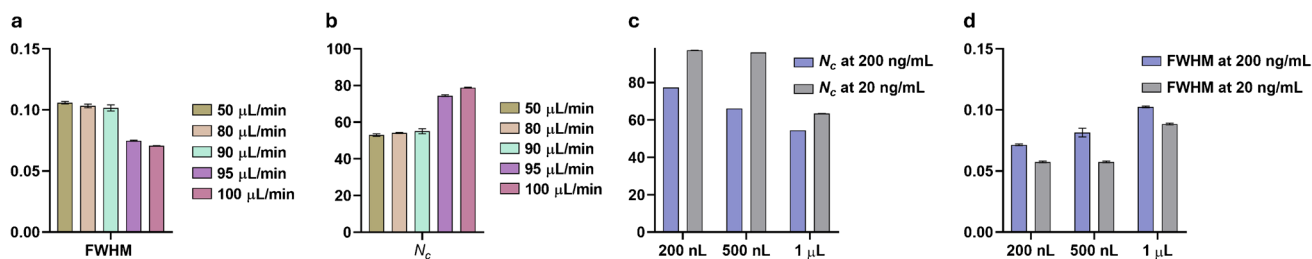 a
0.15
0.10
0.05
0.00
FWHM
50 μL/min
80 μL/min
90 μL/min
95 μL/min
100 μL/min
b
100
80
60
40
20
0
Nc
50 μL/min
80 μL/min
90 μL/min
95 μL/min
100 μL/min
c
80
60
40
20
0
200 nL 500 nL 1 μL
Nc at 200 ng/mL
Nc at 20 ng/mL
d
0.15
0.10
0.05
0.00
200 nL 500 nL 1 μL
FWHM at 200 ng/mL
FWHM at 20 ng/mL